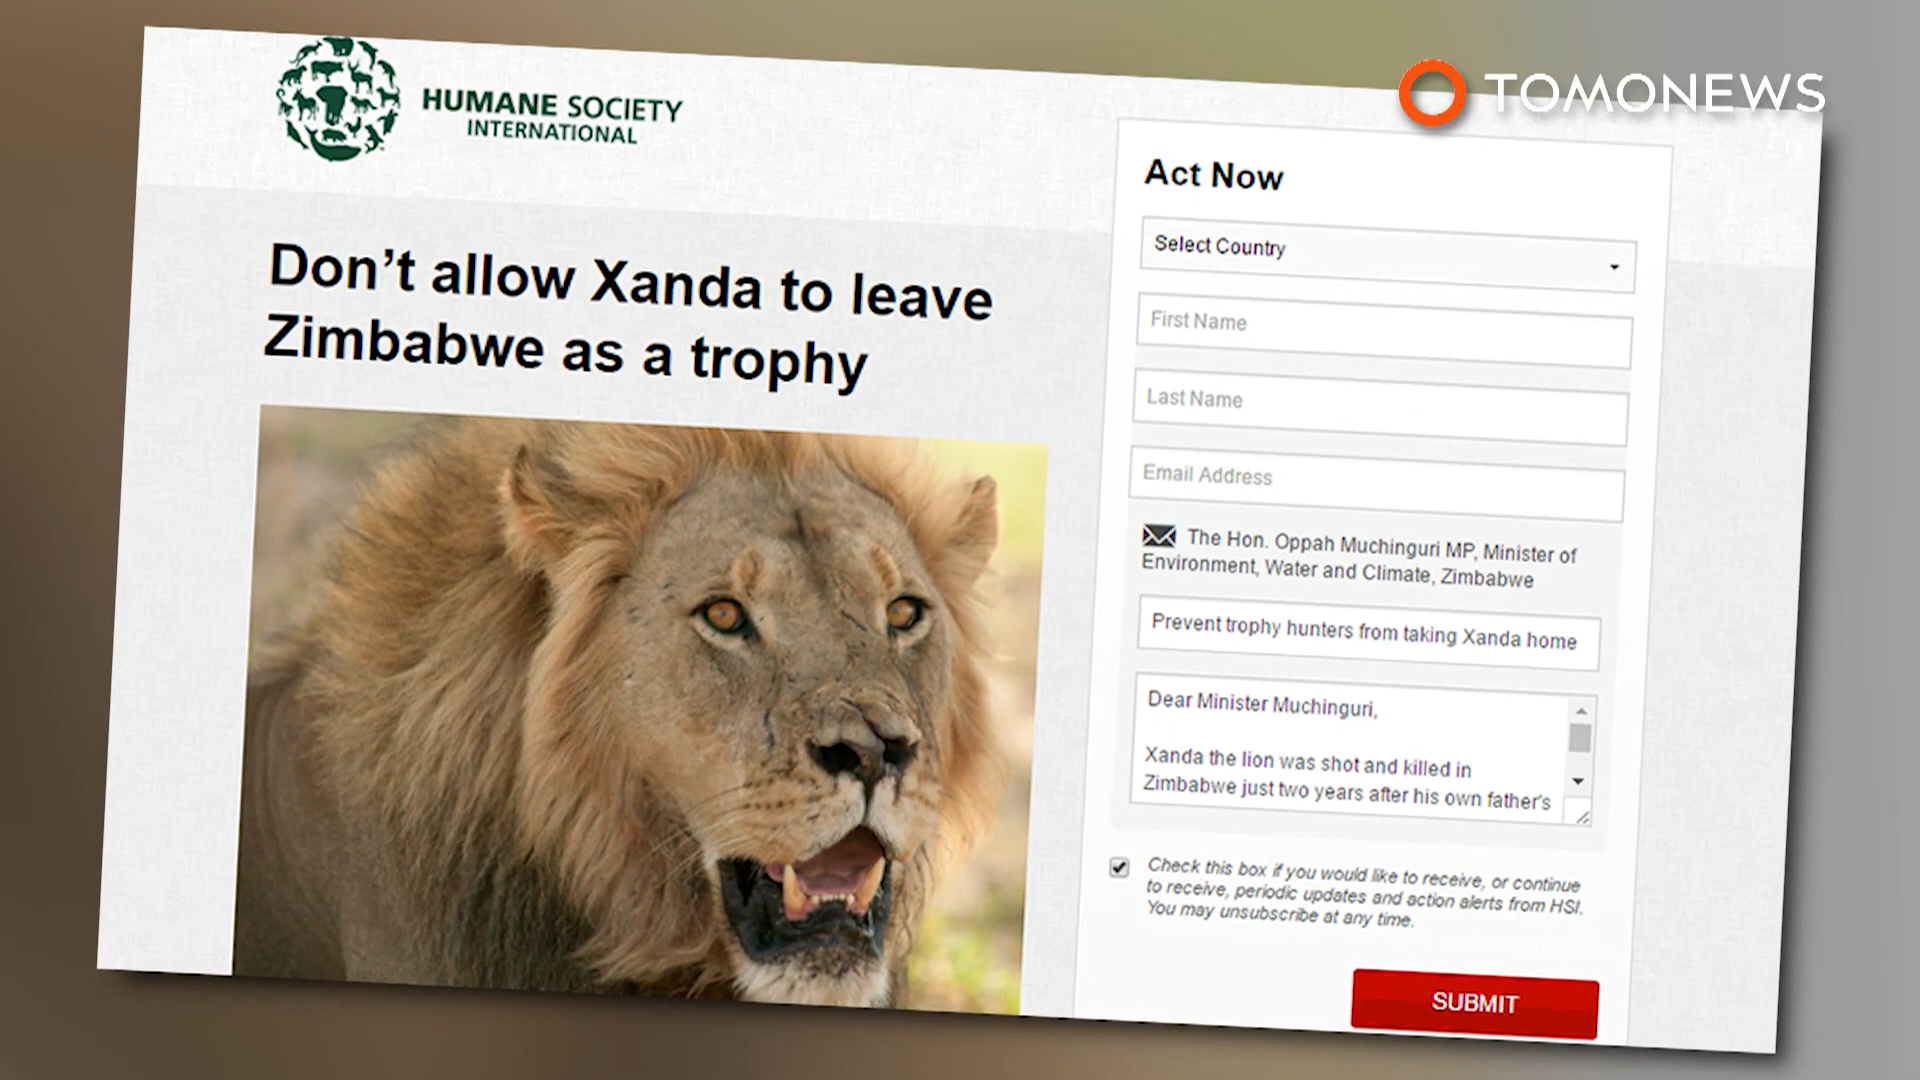 TOMONEWS
HUMANE SOCIETY
INTERNATIONAL
Don't allow Xanda to leave
Zimbabwe as a trophy
Act Now
Select Country
First Name
Last Name
Email Address
The Hon. Oppah Muchinguri MP, Minister of
Environment, Water and Climate, Zimbabwe
Prevent trophy hunters from taking Xanda home
Dear Minister Muchinguri,
Xanda the lion was shot and killed in
Zimbabwe just two years after his own father's
Check this box if you would like to receive, or continue
to receive, periodic updates and action alerts from HSI.
You may unsubscribe at any time.
SUBMIT